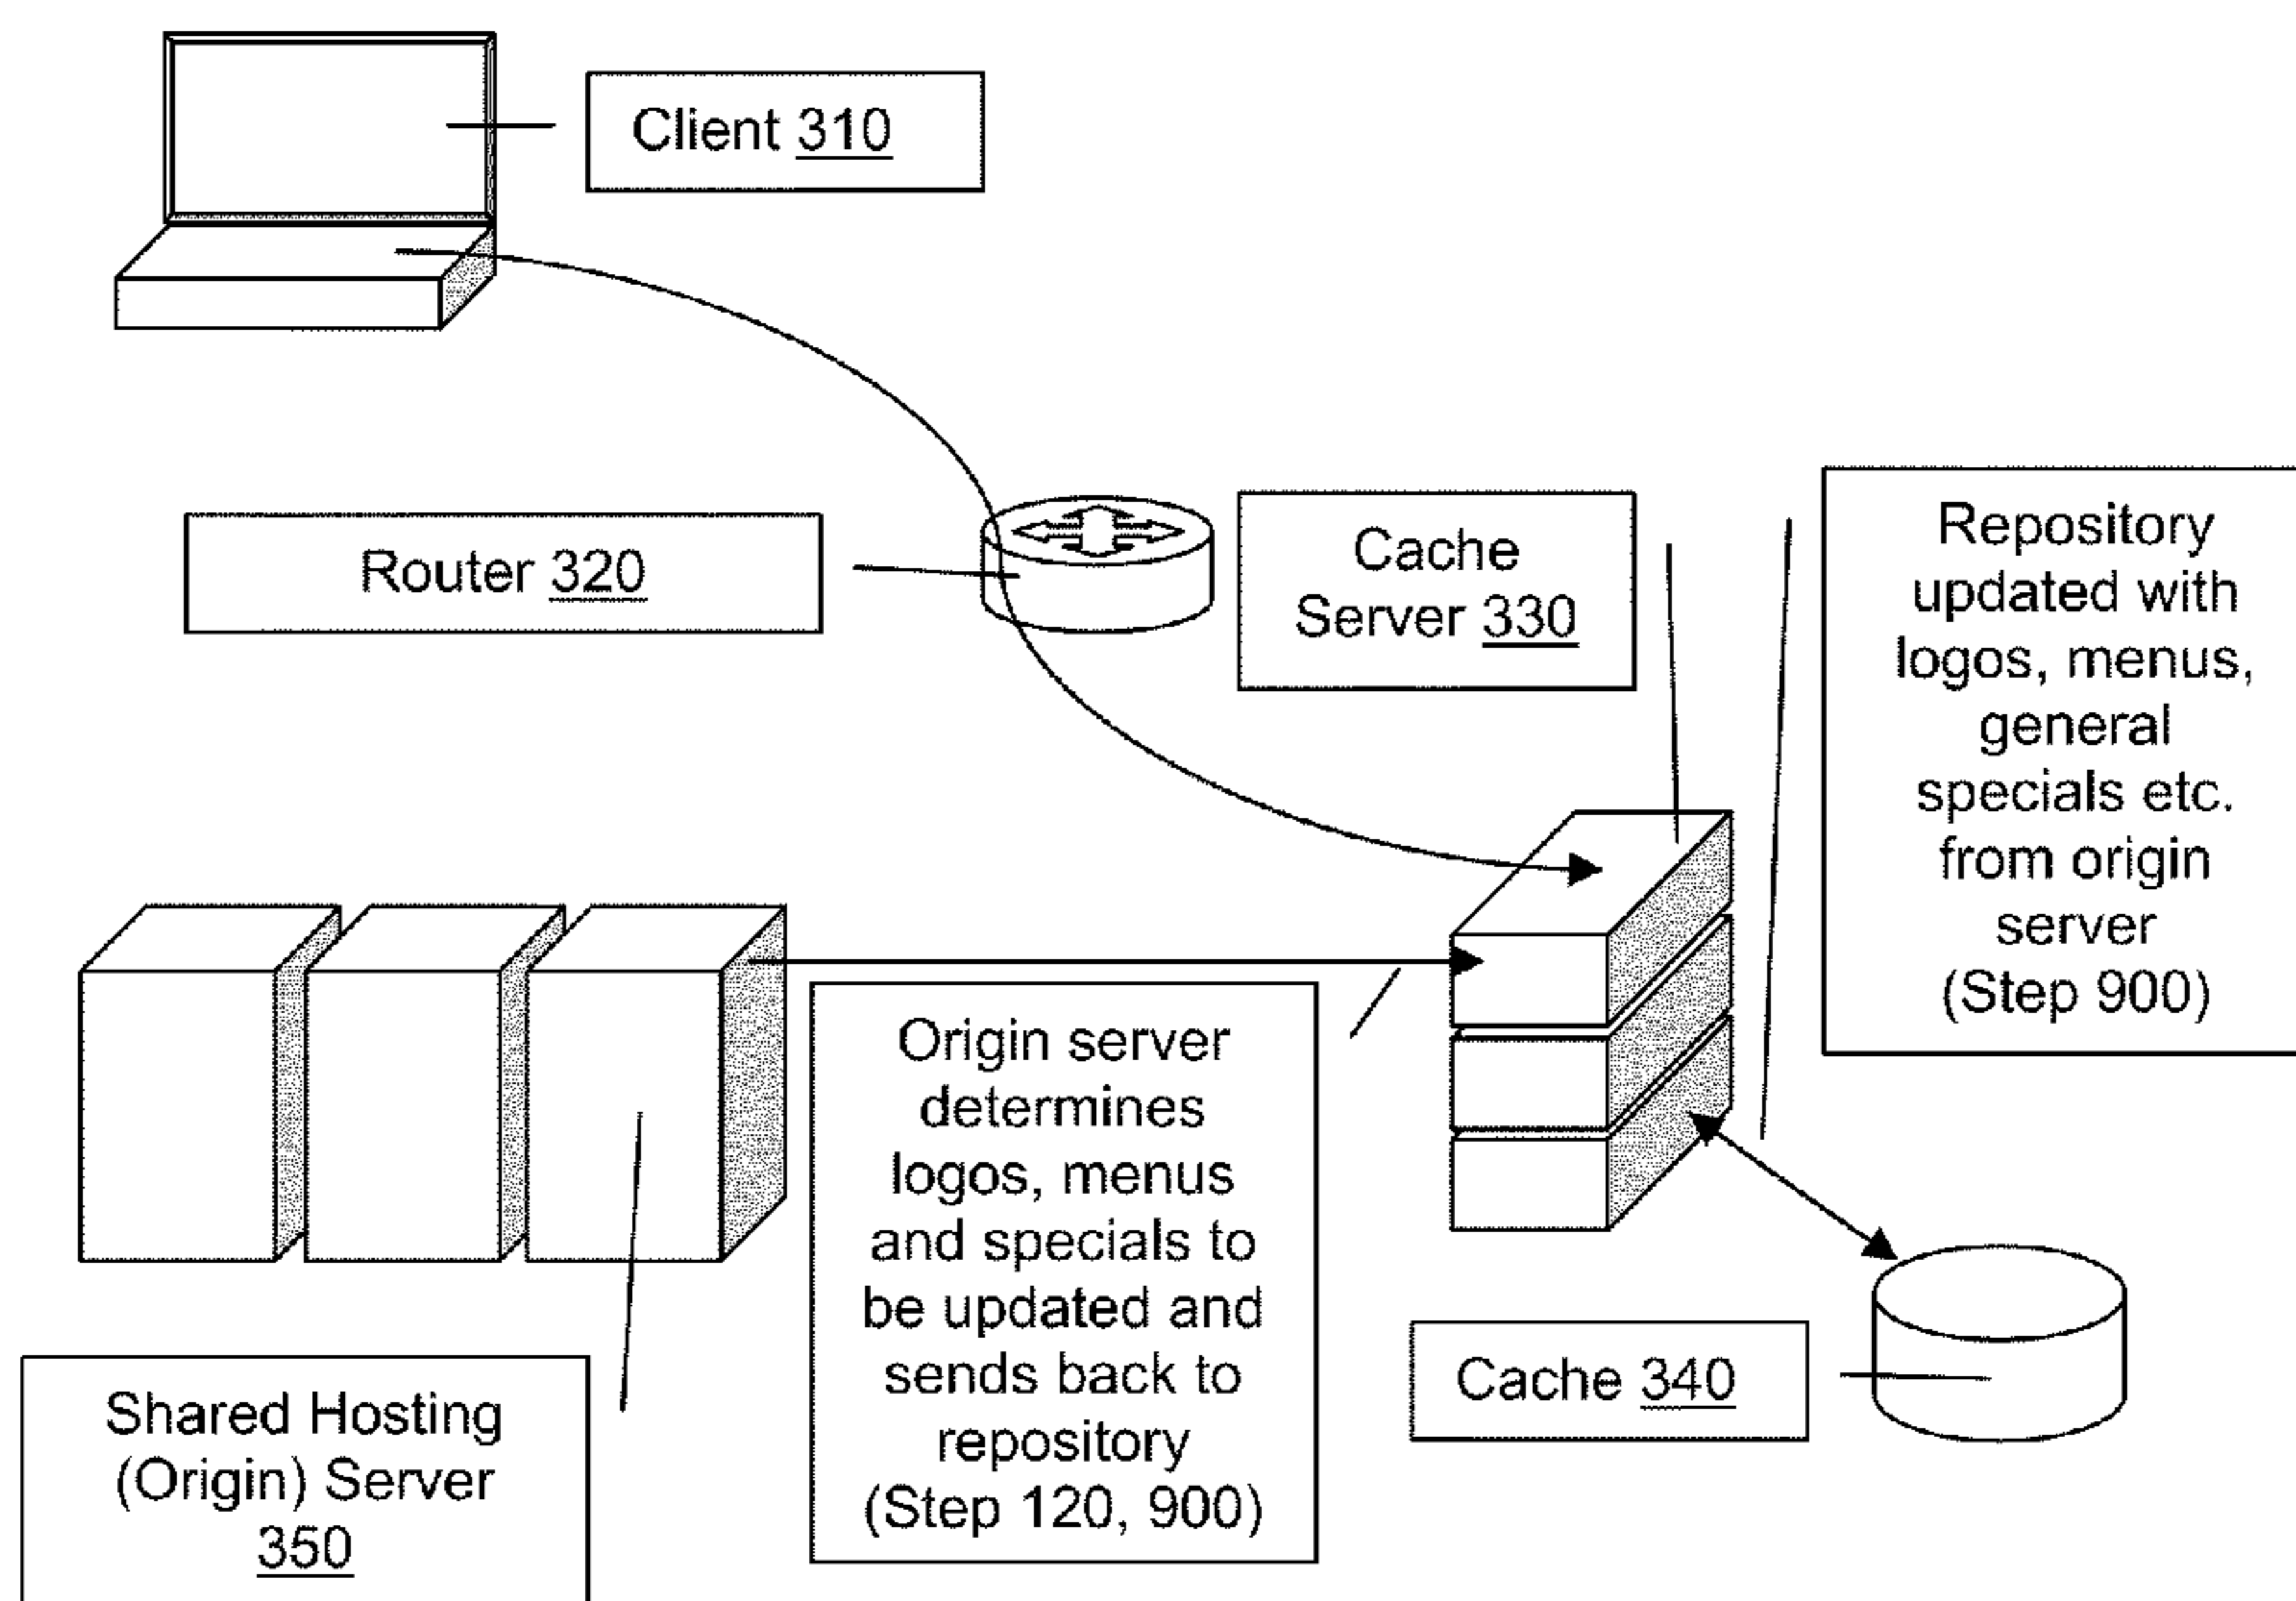 Client 310
Router 320
Cache
Server 330
Repository
updated with
logos, menus,
general
specials etc.
from origin
server
(Step 900)
Origin server
determines
logos, menus
and specials to
be updated and
sends back to
repository
(Step 120, 900)
Cache 340
Shared Hosting
(Origin) Server
350